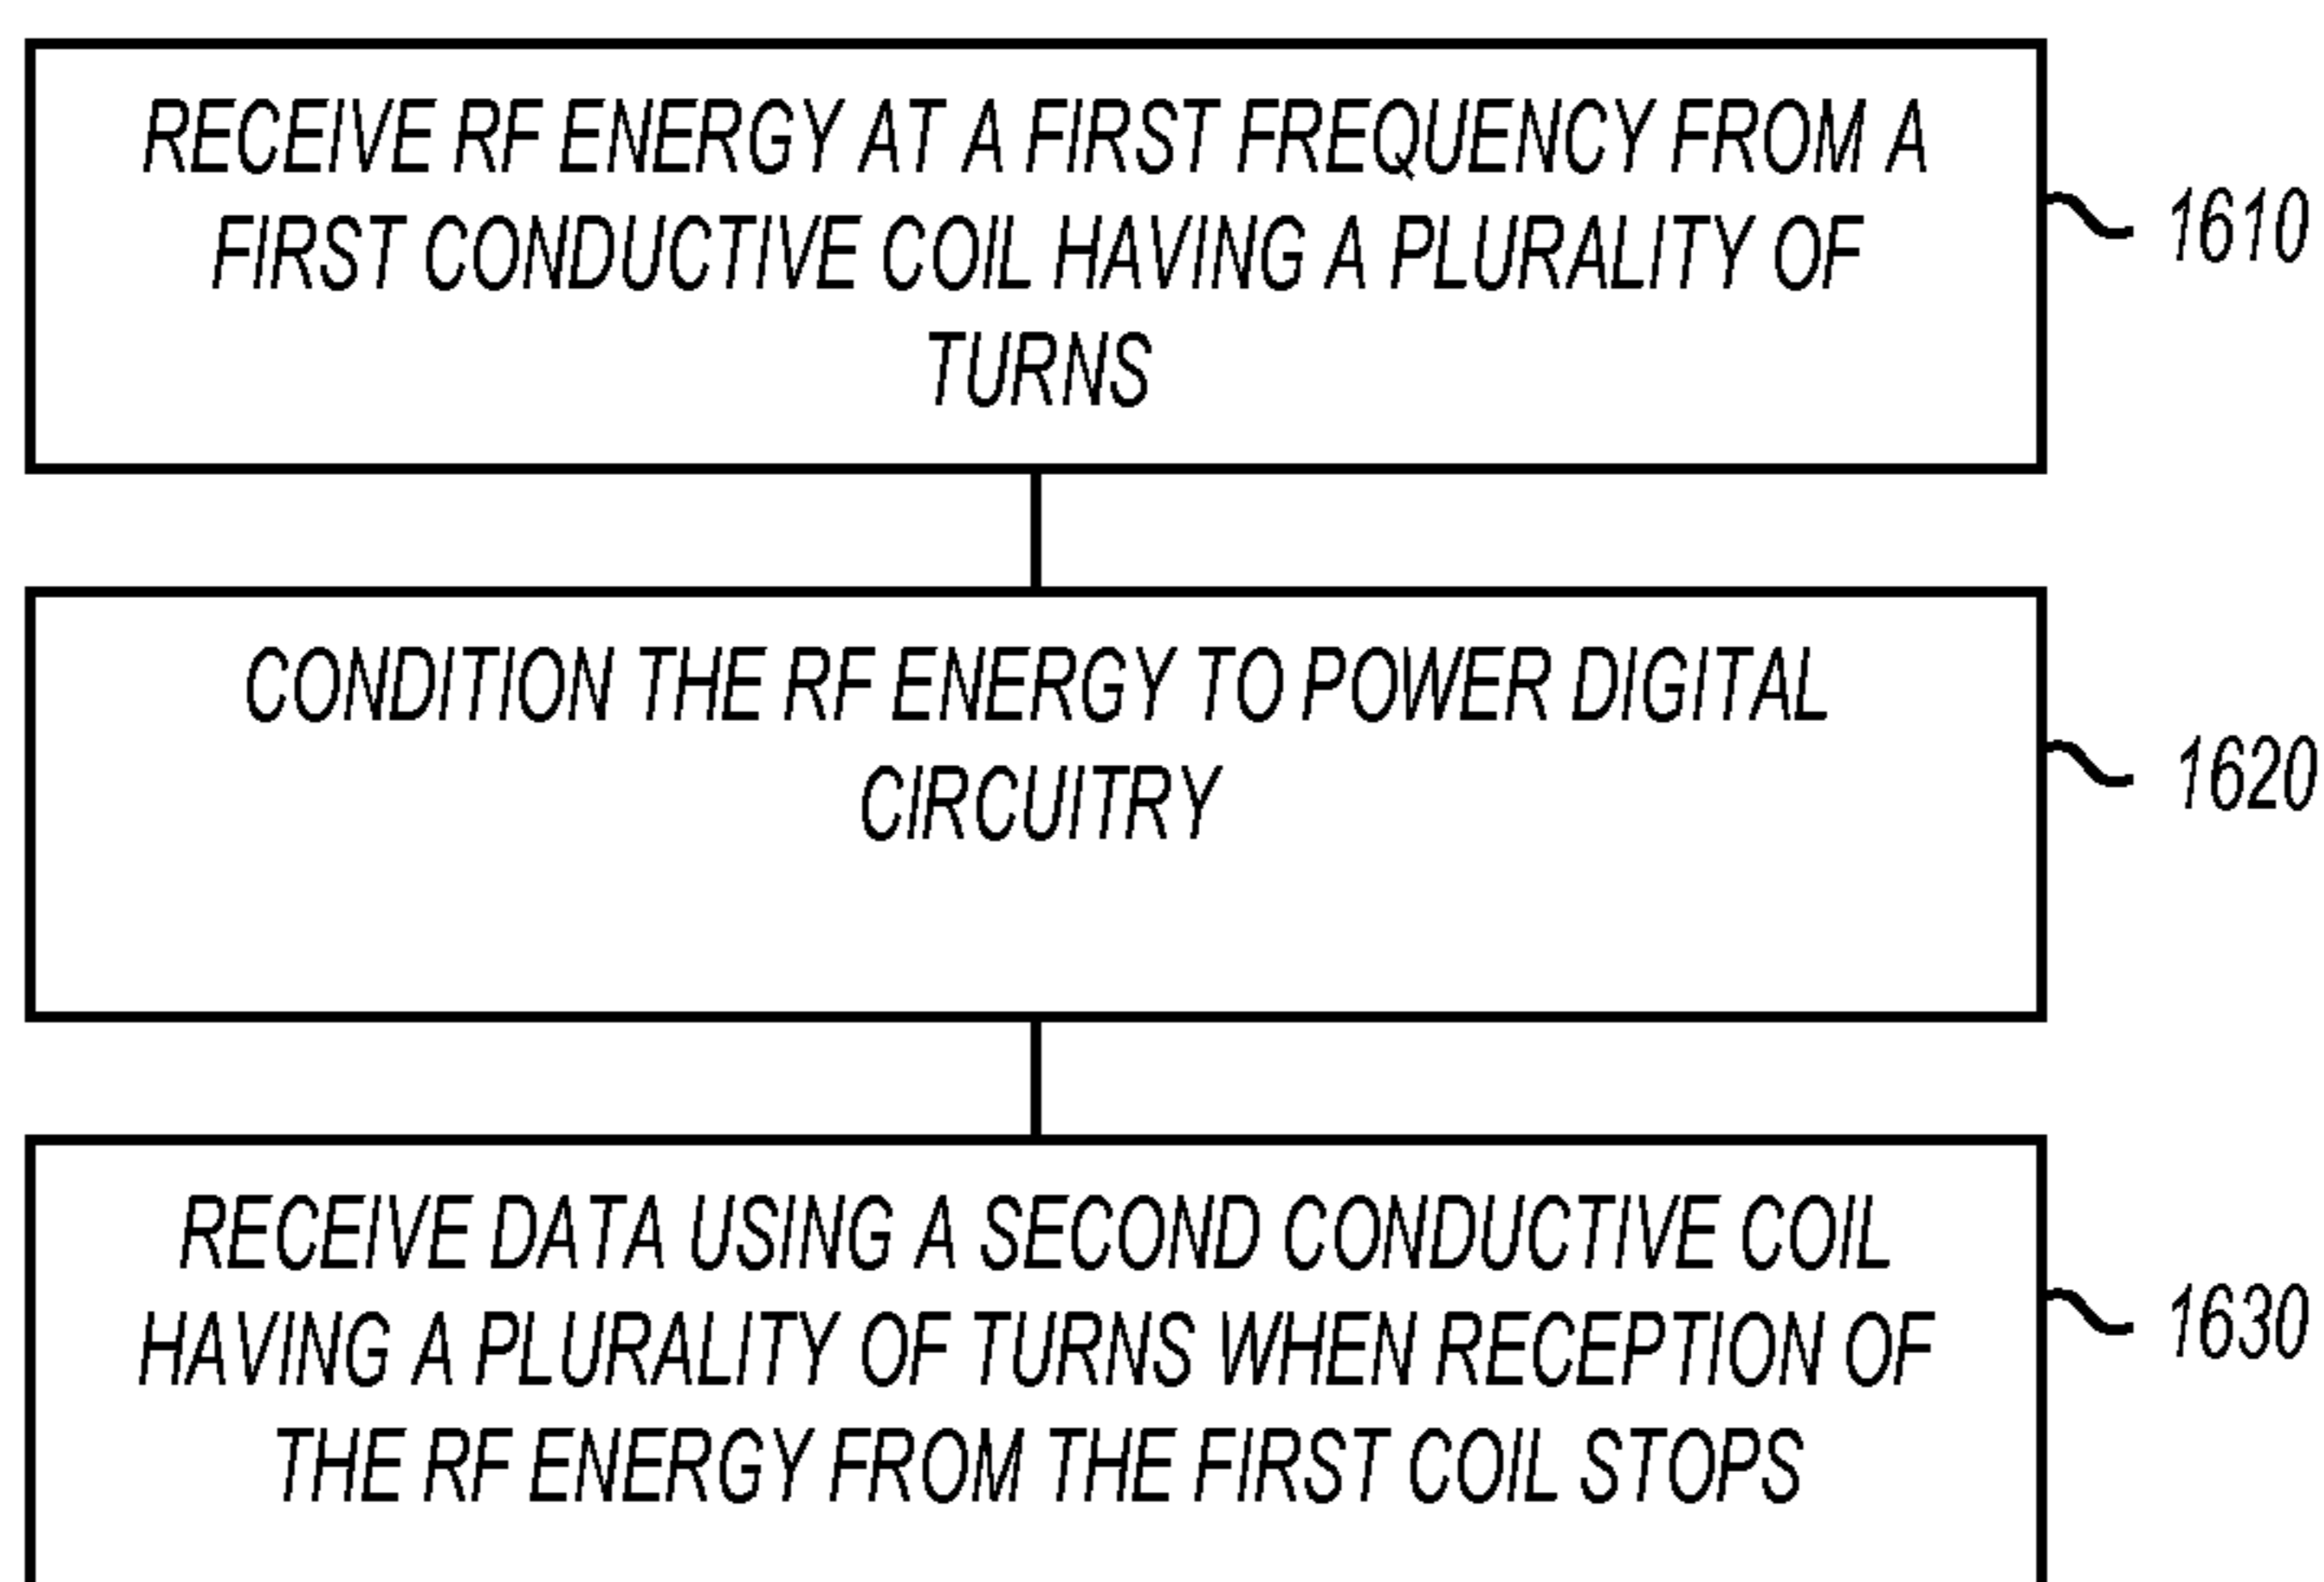 RECEIVE RF ENERGY AT A FIRST FREQUENCY FROM A
FIRST CONDUCTIVE COIL HAVING A PLURALITY OF
TURNS
1610
CONDITION THE RF ENERGY TO POWER DIGITAL
CIRCUITRY
1620
RECEIVE DATA USING A SECOND CONDUCTIVE COIL
HAVING A PLURALITY OF TURNS WHEN RECEPTION OF
THE RF ENERGY FROM THE FIRST COIL STOPS
1630